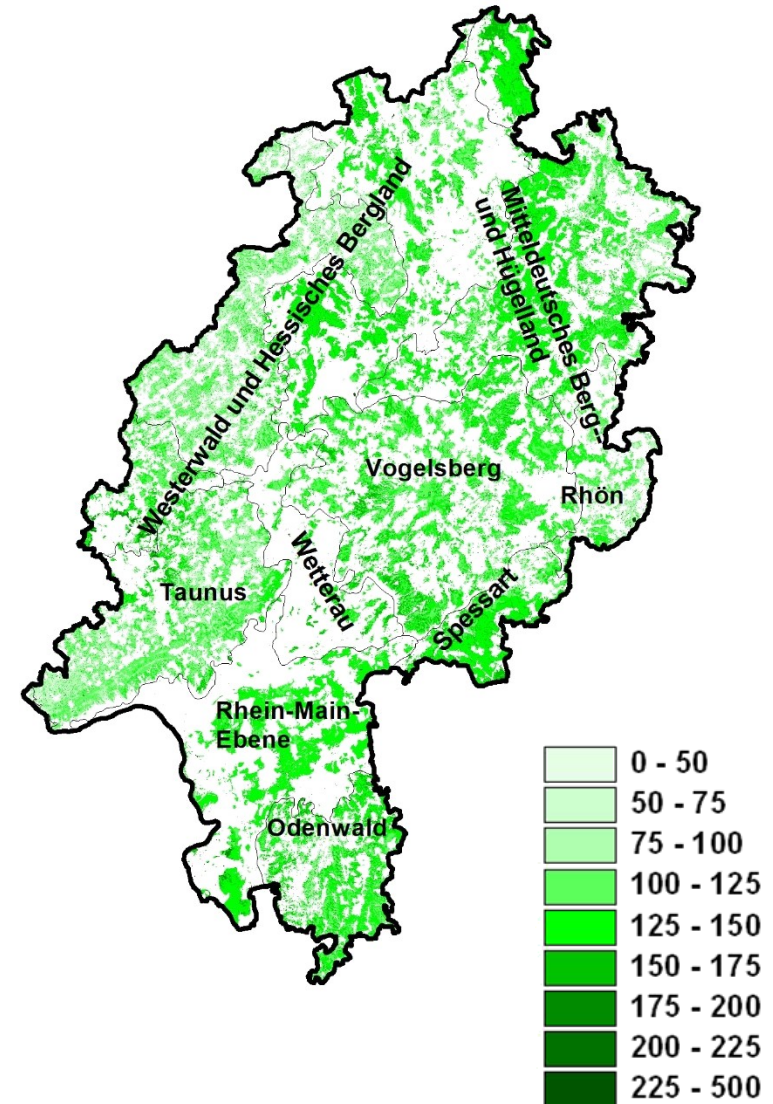 Westerwald und Hessisches Bergland
Mitteldeutsches Berg--
und Hügelland
Vogelsberg
Rhön
Wetterau
Taunus
Spessart
Rhein-Main-
Ebene
Odenwald
0 - 50
50 - 75
75 - 100
100 - 125
125 - 150
150 - 175
175 - 200
200 - 225
225 - 500